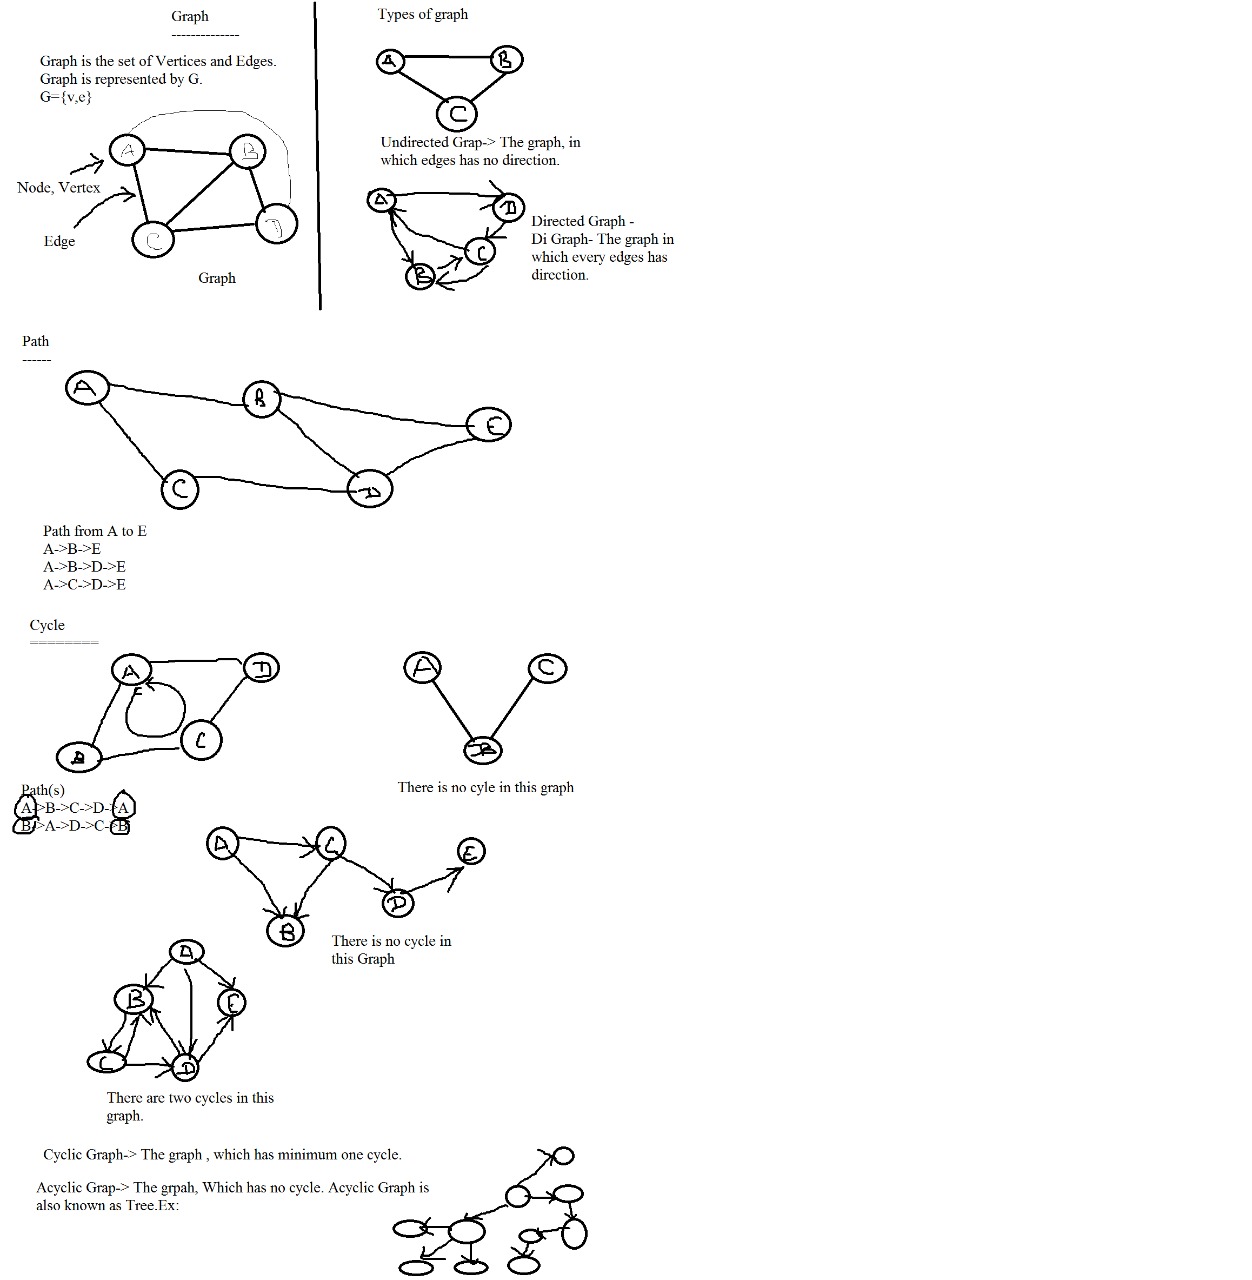 Graph
--------------
Graph is the set of Vertices and Edges.
Graph is represented by G.
G={v,e}
A
B
Node, Vertex
Edge
C
D
Graph
Types of graph
A
B
C
Undirected Grap-> The graph, in
which edges has no direction.
A
D
C
B
Directed Graph -
Di Graph- The graph in
which every edges has
direction.
Path
------
A
B
E
C
D
Path from A to E
A->B->E
A->B->D->E
A->C->D->E
Cycle
========
A
D
C
B
Path(s)
A->B->C->D->A
B->A->D->C->B
A
C
B
There is no cyle in this graph
A
C
E
D
B
There is no cycle in
this Graph
A
B
E
C
D
There are two cycles in this
graph.
Cyclic Graph-> The graph , which has minimum one cycle.
Acyclic Grap-> The grpah, Which has no cycle. Acyclic Graph is
also known as Tree.Ex: